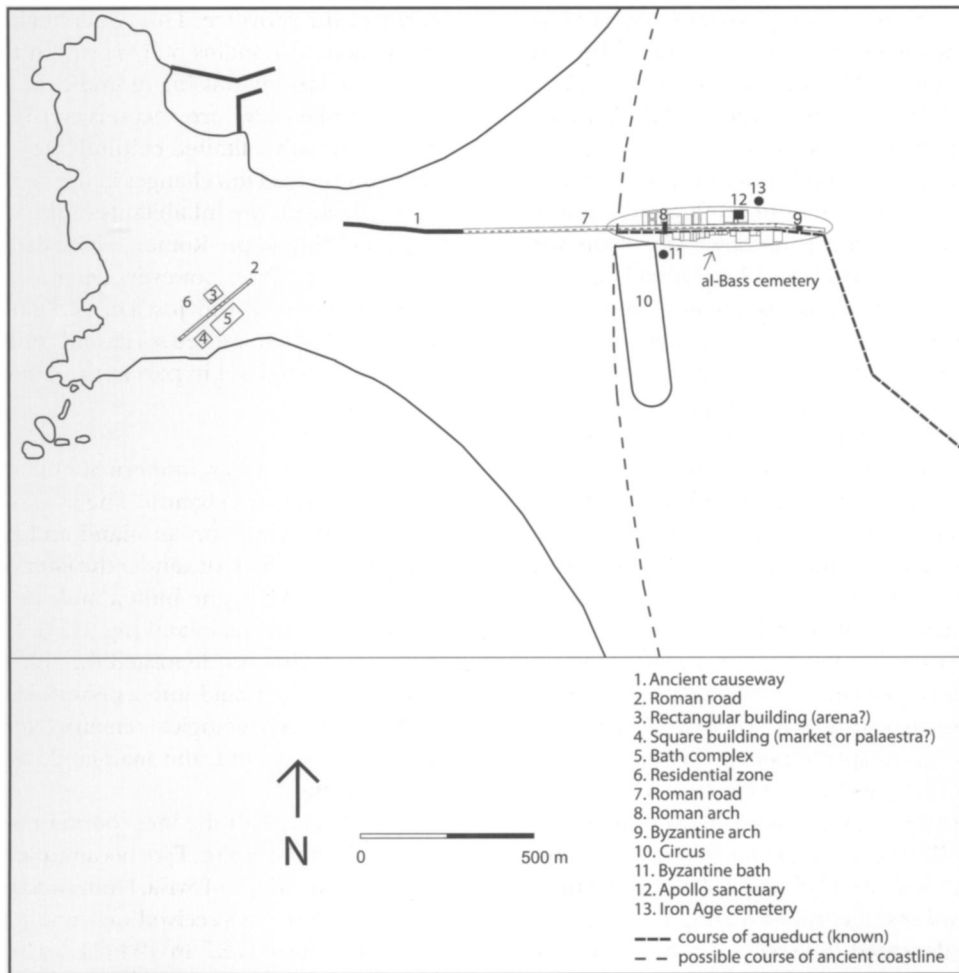 13
12
1
7
8
9
11
al-Bass cemetery
2
3
6
10
5
4
1. Ancient causeway
2. Roman road
3. Rectangular building (arena?)
4. Square building (market or palaestra?)
5. Bath complex
6. Residential zone
7. Roman road
8. Roman arch
9. Byzantine arch
10. Circus
11. Byzantine bath
12. Apollo sanctuary
13. Iron Age cemetery
course of aqueduct (known)
possible course of ancient coastline
N
0 500 m